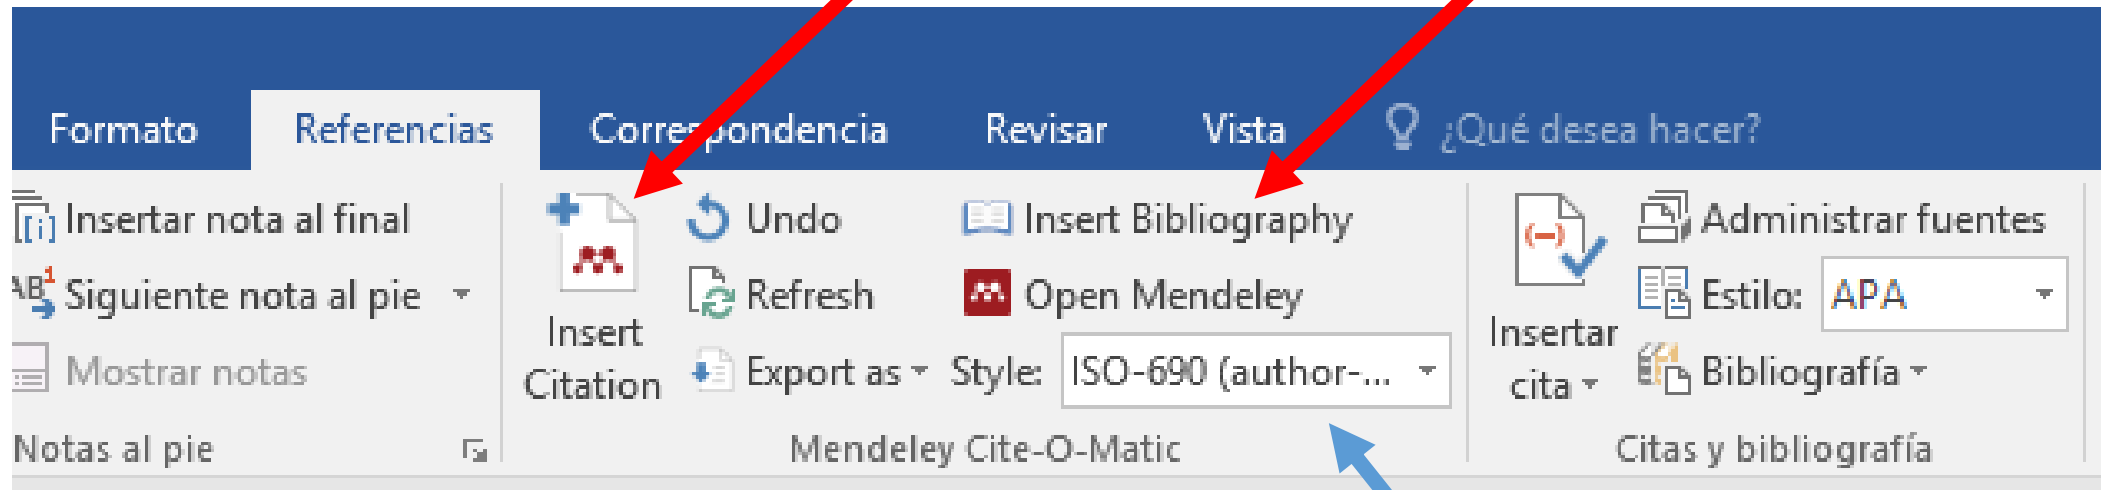 Formato Referencias Correspondencia Revisar Vista ¿Qué desea hacer?
[i] Insertar nota al final
AB1 Siguiente nota al pie
Mostrar notas
Notas al pie
Insert
Citation
Undo
Refresh
Export as
Insert Bibliography
Open Mendeley
Style: ISO-690 (author-...
Mendeley Cite-O-Matic
Insertar
cita
(-)
Administrar fuentes
Estilo: APA
Bibliografía
Citas y bibliografía